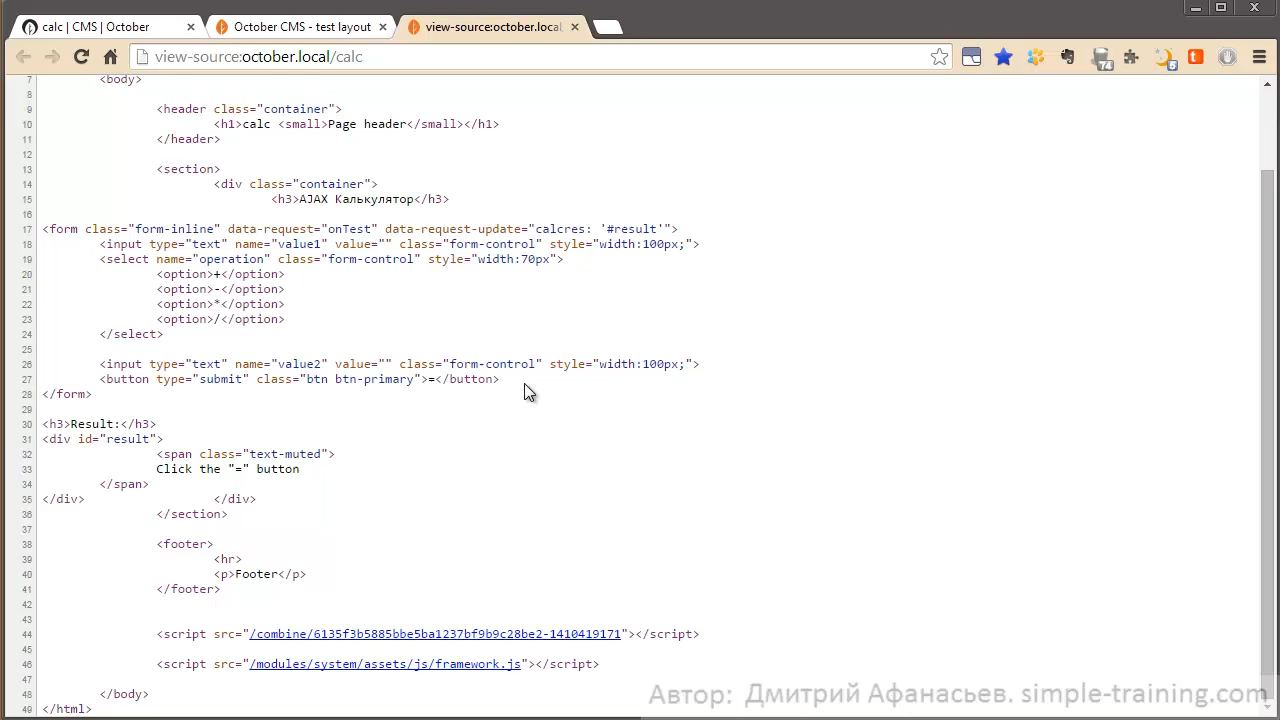 calc | CMS | October
October CMS - test layout
view-source:october.local
view-source:october.local/calc
74
t
6
7 <body>
8
9 <header class="container">
10 <h1>calc <small>Page header</small></h1>
11 </header>
12
13 <section>
14 <div class="container">
15 <h3>AJAX Калькулятор</h3>
16
17 <form class="form-inline" data-request="onTest" data-request-update="calcres: '#result'">
18 <input type="text" name="value1" value="" class="form-control" style="width:100px;">
19 <select name="operation" class="form-control" style="width:70px">
20 <option>+</option>
21 <option>-</option>
22 <option>*</option>
23 <option>/</option>
24 </select>
25
26 <input type="text" name="value2" value="" class="form-control" style="width:100px;">
27 <button type="submit" class="btn btn-primary">=</button>
28 </form>
29
30 <h3>Result:</h3>
31 <div id="result">
32 <span class="text-muted">
33 Click the "=" button
34 </span>
35 </div> </div>
36 </section>
37
38 <footer>
39 <hr>
40 <p>Footer</p>
41 </footer>
42
43
44 <script src="/combine/6135f3b5885bbe5ba1237bf9b9c28be2-1410419171"></script>
45
46 <script src="/modules/system/assets/js/framework.js"></script>
47
48 </body>
49 </html>
Автор: Дмитрий Афанасьев. simple-training.com